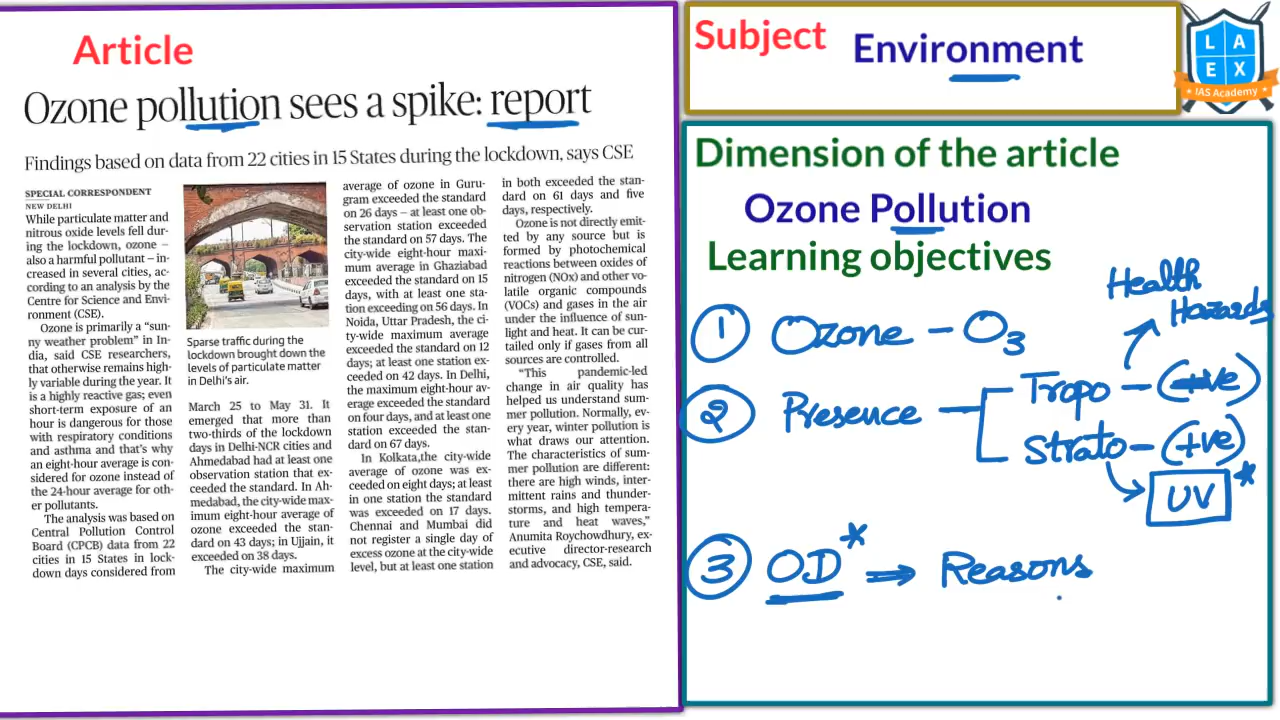 Article
Ozone pollution sees a spike: report
Findings based on data from 22 cities in 15 States during the lockdown, says CSE
SPECIAL CORRESPONDENT
NEW DELHI
While particulate matter and
nitrous oxide levels fell dur-
ing the lockdown, ozone –
also a harmful pollutant – in-
creased in several cities, ac-
cording to an analysis by the
Centre for Science and Envi-
ronment (CSE).
Ozone is primarily a “sun-
ny weather problem” in In-
dia, said CSE researchers,
that otherwise remains high-
ly variable during the year. It
is a highly reactive gas; even
short-term exposure of an
hour is dangerous for those
with respiratory conditions
and asthma and that’s why
an eight-hour average is con-
sidered for ozone instead of
the 24-hour average for oth-
er pollutants.
The analysis was based on
Central Pollution Control
Board (CPCB) data from 22
cities in 15 States in lock-
down days considered from
Sparse traffic during the
lockdown brought down the
levels of particulate matter
in Delhi's air.
March 25 to May 31. It
emerged that more than
two-thirds of the lockdown
days in Delhi-NCR cities and
Ahmedabad had at least one
observation station that ex-
ceeded the standard. In Ah-
medabad, the city-wide max-
imum eight-hour average of
ozone exceeded the stan-
dard on 43 days; in Ujjain, it
exceeded on 38 days.
The city-wide maximum
average of ozone in Guru-
gram exceeded the standard
on 26 days – at least one ob-
servation station exceeded
the standard on 57 days. The
city-wide eight-hour maxi-
mum average in Ghaziabad
exceeded the standard on 15
days, with at least one sta-
tion exceeding on 56 days. In
Noida, Uttar Pradesh, the ci-
ty-wide maximum average
exceeded the standard on 12
days; at least one station ex-
ceeded on 42 days. In Delhi,
the maximum eight-hour av-
erage exceeded the standard
on four days, and at least one
station exceeded the stan-
dard on 67 days.
In Kolkata,the city-wide
average of ozone was ex-
ceeded on eight days; at least
in one station the standard
was exceeded on 17 days.
Chennai and Mumbai did
not register a single day of
excess ozone at the city-wide
level, but at least one station
in both exceeded the stan-
dard on 61 days and five
days, respectively.
Ozone is not directly emit-
ted by any source but is
formed by photochemical
reactions between oxides of
nitrogen (NOx) and other vo-
latile organic compounds
(VOCs) and gases in the air
under the influence of sun-
light and heat. It can be cur-
tailed only if gases from all
sources are controlled.
“This pandemic-led
change in air quality has
helped us understand sum-
mer pollution. Normally, ev-
ery year, winter pollution is
what draws our attention.
The characteristics of sum-
mer pollution are different:
there are high winds, inter-
mittent rains and thunder-
storms, and high tempera-
ture and heat waves,”
Anumita Roychowdhury, ex-
ecutive director-research
and advocacy, CSE, said.
Subject
Environment
L A
E X
IAS Academy
Dimension of the article
Ozone Pollution
Learning objectives
Health
Hazards
1 Ozone – O3
2 Presence
Tropo – (+ve)
Strato – (+ve)
UV *
3 OD* ⇒ Reasons